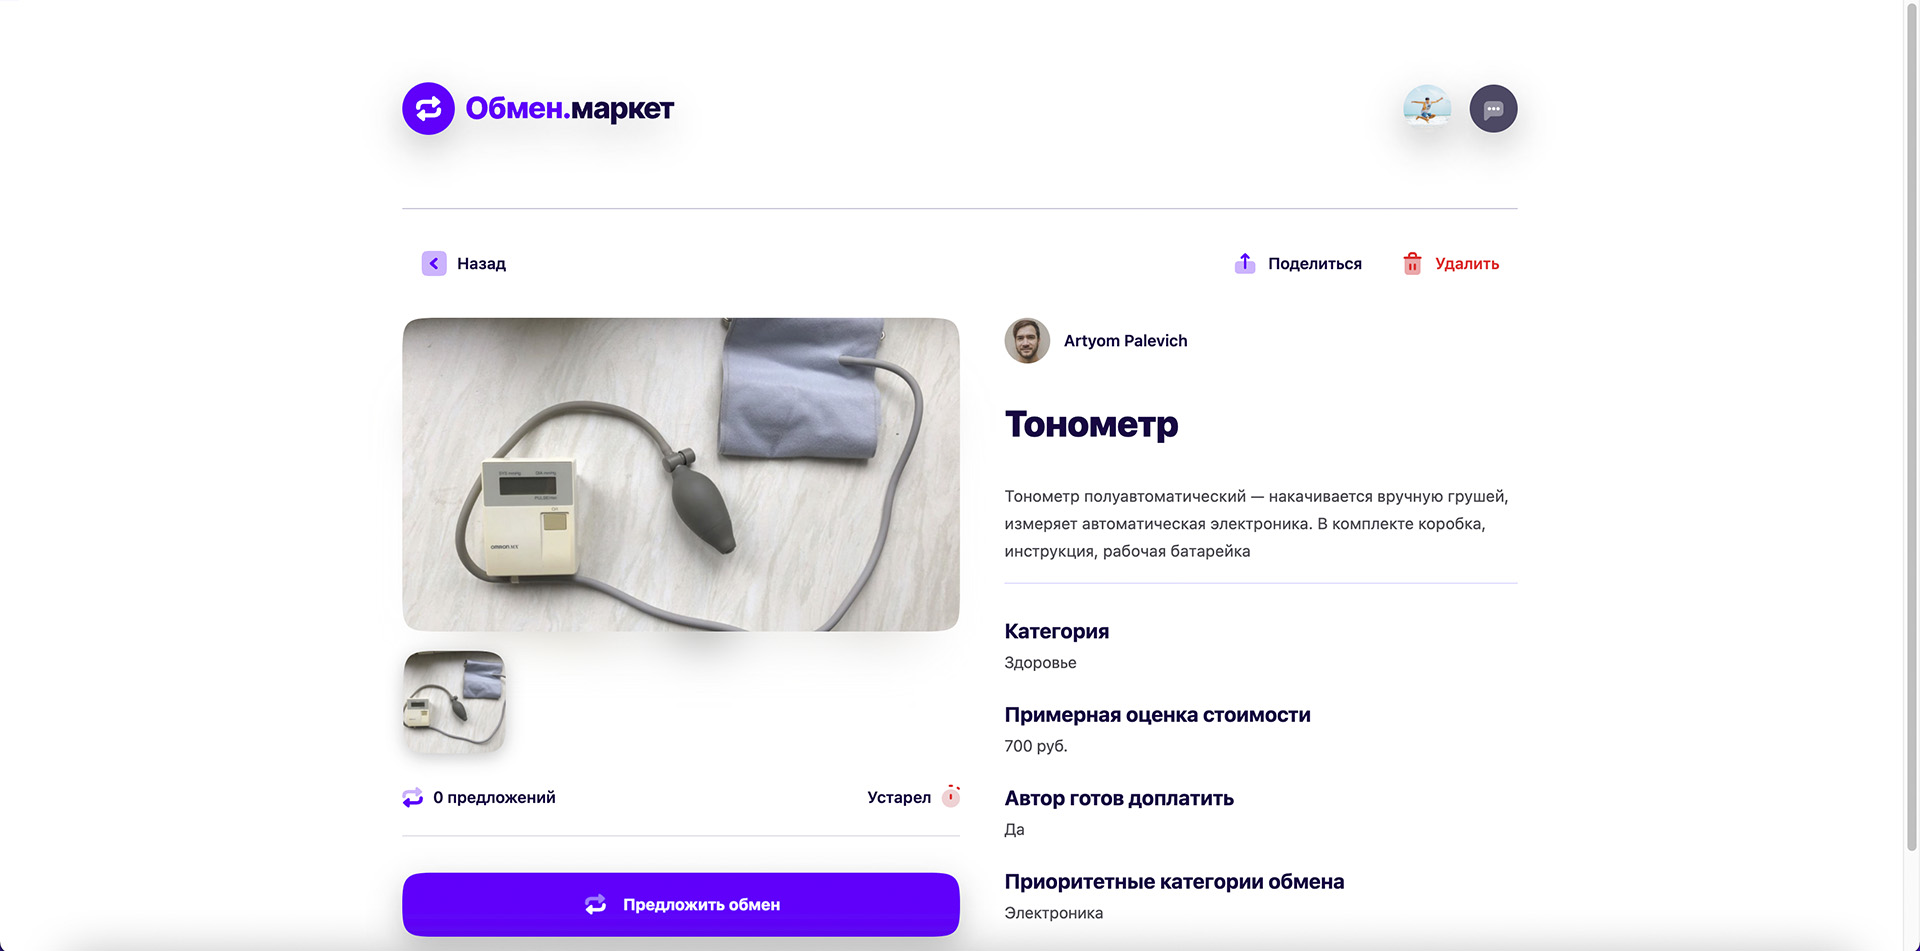 Обмен.маркет
Назад
Поделиться
Удалить
Artyom Palevich
Тонометр
Тонометр полуавтоматический — накачивается вручную грушей,
измеряет автоматическая электроника. В комплекте коробка,
инструкция, рабочая батарейка
Категория
Здоровье
Примерная оценка стоимости
700 руб.
Автор готов доплатить
Да
Приоритетные категории обмена
Электроника
OMRON
0 предложений
Устарел
Предложить обмен